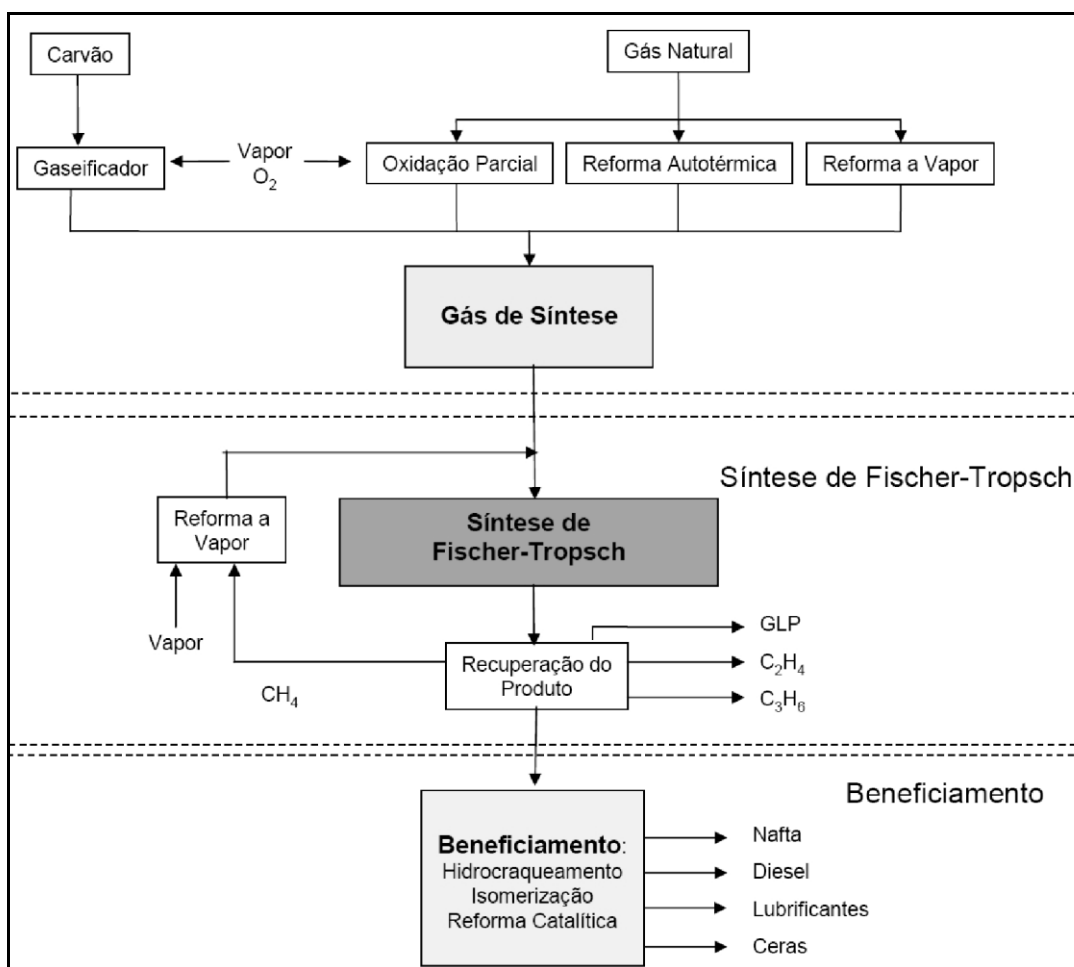 Carvão
Gás Natural
Gaseificador
Vapor
O₂
Oxidação Parcial
Reforma Autotérmica
Reforma a Vapor
Gás de Síntese
Síntese de Fischer-Tropsch
Reforma a
Vapor
Síntese de
Fischer-Tropsch
Vapor
CH₄
Recuperação do
Produto
GLP
C₂H₄
C₃H₆
Beneficiamento
Beneficiamento:
Hidrocraqueamento
Isomerização
Reforma Catalítica
Nafta
Diesel
Lubrificantes
Ceras